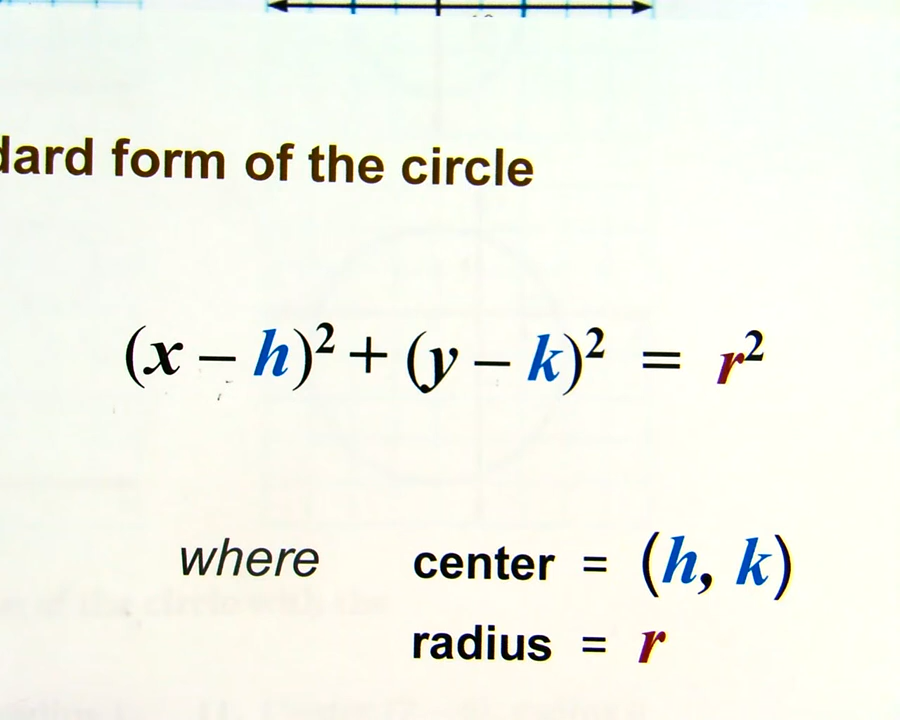 dard form of the circle
(x – h)² + (y – k)² = r²
where center = (h, k)
radius = r